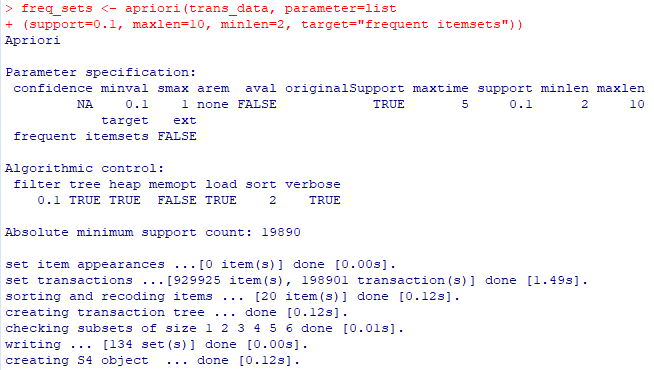 > freq_sets <- apriori(trans_data, parameter=list
+ (support=0.1, maxlen=10, minlen=2, target="frequent itemsets"))
Apriori
Parameter specification:
confidence minval smax arem aval originalSupport maxtime support minlen maxlen
NA 0.1 1 none FALSE TRUE 5 0.1 2 10
target ext
frequent itemsets FALSE
Algorithmic control:
filter tree heap memopt load sort verbose
0.1 TRUE TRUE FALSE TRUE 2 TRUE
Absolute minimum support count: 19890
set item appearances ...[0 item(s)] done [0.00s].
set transactions ...[929925 item(s), 198901 transaction(s)] done [1.49s].
sorting and recoding items ... [20 item(s)] done [0.12s].
creating transaction tree ... done [0.12s].
checking subsets of size 1 2 3 4 5 6 done [0.01s].
writing ... [134 set(s)] done [0.00s].
creating S4 object  ... done [0.12s].